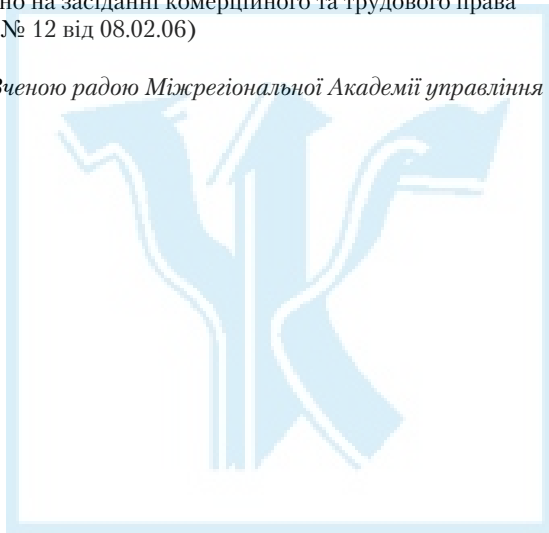 но на засіданні комерційного та трудового права
№ 12 від 08.02.06)
Вченою радою Міжрегіональної Академії управління